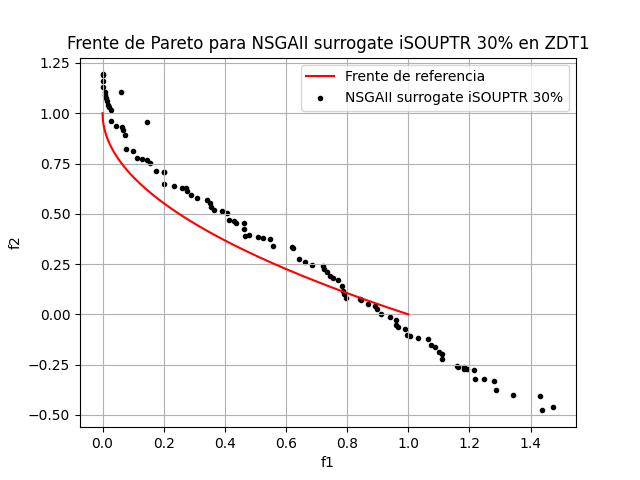 Frente de Pareto para NSGAII surrogate iSOUPTR 30% en ZDT1
Frente de referencia
NSGAII surrogate iSOUPTR 30%
f2
1.25
1.00
0.75
0.50
0.25
0.00
−0.25
−0.50
0.0 0.2 0.4 0.6 0.8 1.0 1.2 1.4
f1